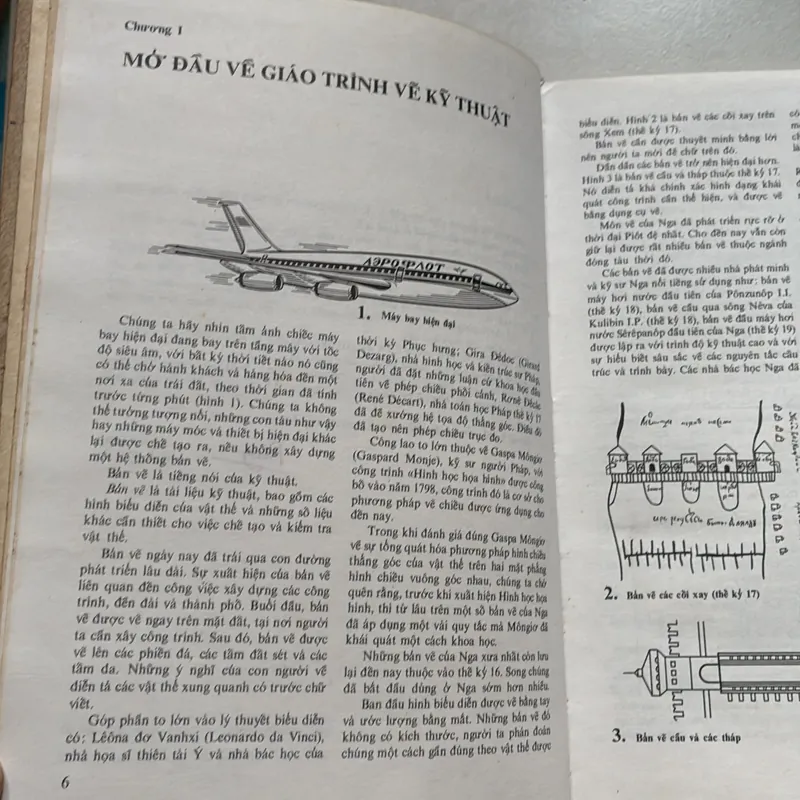 Chương 1
MỞ ĐẦU VỀ GIÁO TRÌNH VẼ KỸ THUẬT
АЭРОФЛОТ
1. Máy bay hiện đại
Chúng ta hãy nhìn tấm ảnh chiếc máy
bay hiện đại đang bay trên tầng mây với tốc
độ siêu âm, với bất kỳ thời tiết nào nó cũng
có thể chở hành khách và hàng hóa đến một
nơi xa của trái đất, theo thời gian đã tính
trước từng phút (hình 1). Chúng ta không
thể tưởng tượng nổi, những con tàu như vậy
hay những máy móc và thiết bị hiện đại khác
lại được chế tạo ra, nếu không xây dựng
một hệ thống bản vẽ.
Bản vẽ là tiếng nói của kỹ thuật.
Bản vẽ là tài liệu kỹ thuật, bao gồm các
hình biểu diễn của vật thể và những số liệu
khác cần thiết cho việc chế tạo và kiểm tra
vật thể.
Bản vẽ ngày nay đã trải qua con đường
phát triển lâu dài. Sự xuất hiện của bản vẽ
liên quan đến công việc xây dựng các công
trình, đền đài và thành phố. Buổi đầu, bản
vẽ được vẽ ngay trên mặt đất, tại nơi người
ta cần xây công trình. Sau đó, bản vẽ được
vẽ lên các phiến đá, các tấm đất sét và các
tấm da. Những ý nghĩ của con người về
diễn tả các vật thể xung quanh có trước chữ
viết.
Góp phần to lớn vào lý thuyết biểu diễn
có: Lêôna đơ Vanhxi (Leonardo da Vinci),
nhà họa sĩ thiên tài Ý và nhà bác học của
6
thời kỳ Phục hưng; Gira Đêdoc (Girard
Dezarg), nhà hình học và kiến trúc sư Pháp,
người đã đặt những luận cứ khoa học đầu
tiên về phép chiếu phối cảnh, Rơnê Đêcác
(René Décart), nhà toán học Pháp thế kỷ 17
đã đề xướng hệ tọa độ thẳng góc. Điều đó
đã tạo nên phép chiếu trục đo.
Công lao to lớn thuộc về Gaspa Môngiơ
(Gaspard Monje), kỹ sư người Pháp, với
công trình «Hình học họa hình» được công
bố vào năm 1798, công trình đó là cơ sở cho
phương pháp vẽ chiếu được ứng dụng cho
đến nay.
Trong khi đánh giá đúng Gaspa Môngiơ
về sự tổng quát hóa phương pháp hình chiếu
thẳng góc của vật thể trên hai mặt phẳng
hình chiếu vuông góc nhau, chúng ta chớ
quên rằng, trước khi xuất hiện Hình học họa
hình, thì từ lâu trên một số bản vẽ của Nga
đã áp dụng một vài quy tắc mà Môngiơ đã
khái quát một cách khoa học.
Những bản vẽ của Nga xưa nhất còn lưu
lại đến nay thuộc vào thế kỷ 16. Song chúng
đã bắt đầu dùng ở Nga sớm hơn nhiều.
Ban đầu hình biểu diễn được vẽ bằng tay
và ước lượng bằng mắt. Những bản vẽ đó
không có kích thước, người ta phán đoán
chúng một cách gần đúng theo vật thể được
biểu diễn. Hình 2 là bản vẽ các cối xay trên
sông Xem (thế kỷ 17).
Bản vẽ cần được thuyết minh bằng lời
nên người ta mới đề chữ trên đó.
Dần dần các bản vẽ trở nên hiện đại hơn.
Hình 3 là bản vẽ cầu và tháp thuộc thế kỷ 17.
Nó diễn tả khá chính xác hình dạng khái
quát công trình cần thể hiện, và được vẽ
bằng dụng cụ vẽ.
Môn vẽ của Nga đã phát triển rực rỡ ở
thời đại Piôt đệ nhất. Cho đến nay vẫn còn
giữ lại được rất nhiều bản vẽ thuộc ngành
đóng tàu thời đó.
Các bản vẽ đã được nhiều nhà phát minh
và kỹ sư Nga nổi tiếng sử dụng như: bản vẽ
máy hơi nước đầu tiên của Pônzunôp I.I.
(thế kỷ 18), bản vẽ cầu qua sông Nêva của
Kulibin I.P. (thế kỷ 18), bản vẽ đầu máy hơi
nước Sêrêpanôp đầu tiên của Nga (thế kỷ 19)
được lập ra với trình độ kỹ thuật cao và với
sự hiểu biết sâu sắc về các nguyên tắc cấu
trúc và trình bày. Các nhà bác học Nga đã
2. Bản vẽ các cối xay (thế kỷ 17)
3. Bản vẽ cầu và các tháp